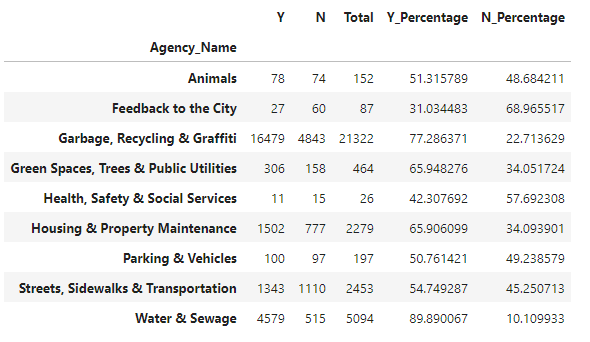 Y N Total Y_Percentage N_Percentage
Agency_Name
Animals 78 74 152 51.315789 48.684211
Feedback to the City 27 60 87 31.034483 68.965517
Garbage, Recycling & Graffiti 16479 4843 21322 77.286371 22.713629
Green Spaces, Trees & Public Utilities 306 158 464 65.948276 34.051724
Health, Safety & Social Services 11 15 26 42.307692 57.692308
Housing & Property Maintenance 1502 777 2279 65.906099 34.093901
Parking & Vehicles 100 97 197 50.761421 49.238579
Streets, Sidewalks & Transportation 1343 1110 2453 54.749287 45.250713
Water & Sewage 4579 515 5094 89.890067 10.109933